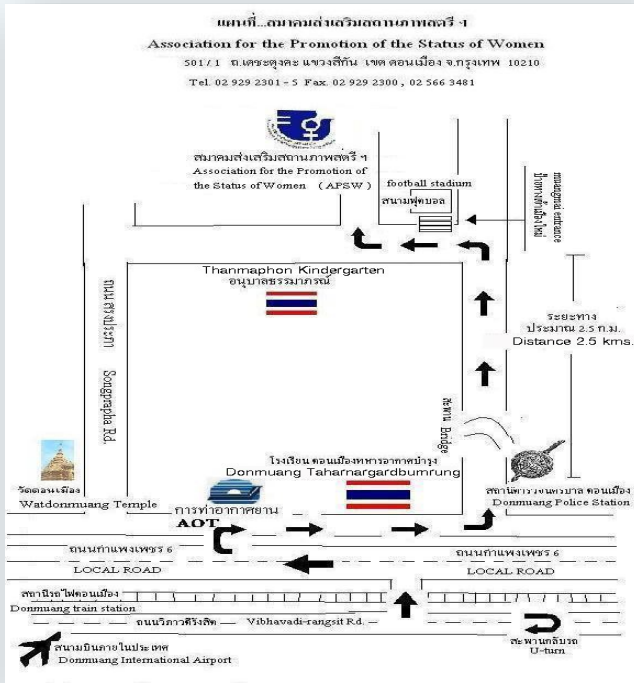 แผนที่...สมาคมส่งเสริมสถานภาพสตรี ฯ
Association for the Promotion of the Status of Women
501/1 ถ.เดชะตุงคะ แขวงสีกัน เขต ดอนเมือง จ.กรุงเทพ 10210
Tel. 02 929 2301 - 5 Fax. 02 929 2300 , 02 566 3481
สมาคมส่งเสริมสถานภาพสตรี ฯ
Association for the Promotion of
the Status of Women ( APSW )
football stadium
สนามฟุตบอล
muangmai entrance
ป้ายทางเข้าเมืองใหม่
Thanmaphon Kindergarten
อนุบาลธรรมาภรณ์
ถนน สรงประภา
Songprapha Rd.
ระยะทาง
ประมาณ 2.5 ก.ม.
Distance 2.5 kms.
สะพาน Bridge
วัดดอนเมือง
Watdonmuang Temple
การท่าอากาศยาน
AOT
โรงเรียน ดอนเมืองทหารอากาศบำรุง
Donmuang Taharnargardbumrung
สถานีตำรวจนครบาล ดอนเมือง
Donmuang Police Station
ถนนกำแพงเพชร 6
LOCAL ROAD
ถนนกำแพงเพชร 6
LOCAL ROAD
สถานีรถไฟดอนเมือง
Donmuang train station
ถนนวิภาวดีรังสิต
Vibhavadi-rangsit Rd.
สะพานกลับรถ
U-turn
สนามบินภายในประเทศ
Donmuang International Airport